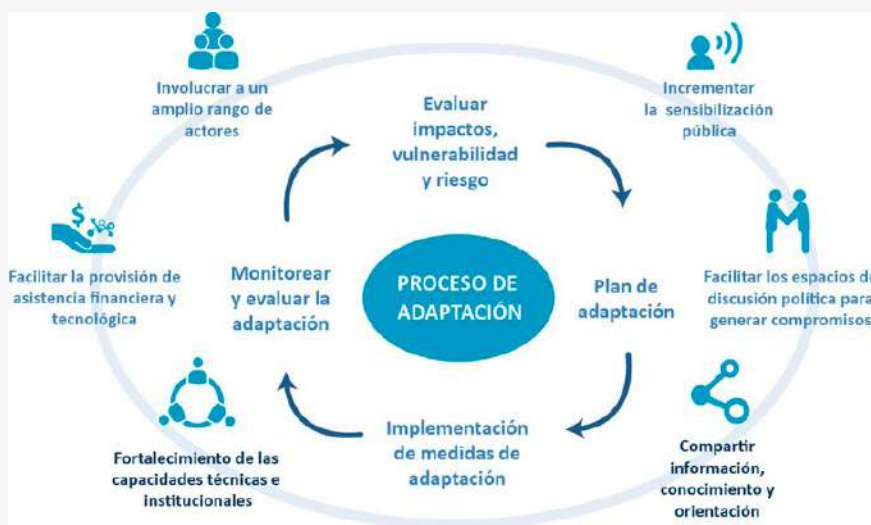 Involucrar a un
amplio rango de
actores
Incrementar
la sensibilización
pública
Evaluar
impactos,
vulnerabilidad
y riesgo
$
Facilitar la provisión de
asistencia financiera y
tecnológica
Monitorear
y evaluar la
adaptación
PROCESO DE
ADAPTACIÓN
Plan de
adaptación
Facilitar los espacios de
discusión política para
generar compromisos
Implementación
de medidas de
adaptación
Fortalecimiento de las
capacidades técnicas e
institucionales
Compartir
información,
conocimiento y
orientación